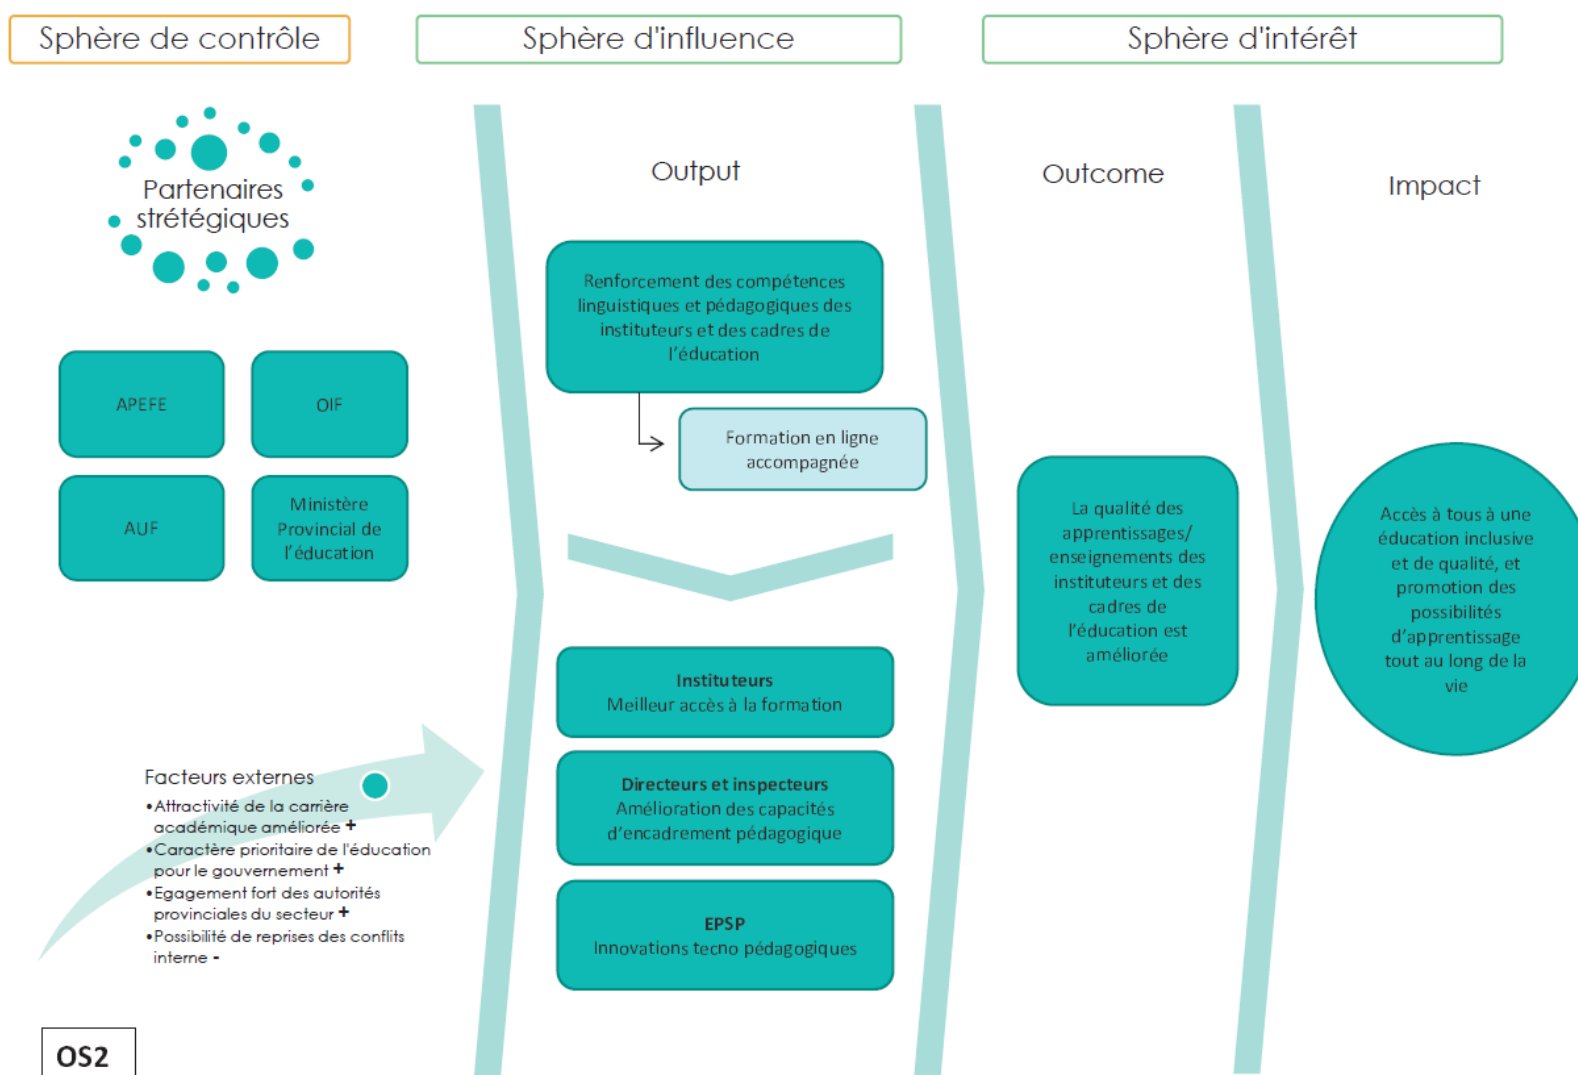 Sphère de contrôle
Sphère d'influence
Sphère d'intérêt
Partenaires
strétégiques
APEFE
OIF
AUF
Ministère
Provincial de
l'éducation
Facteurs externes
•Attractivité de la carrière
académique améliorée +
•Caractère prioritaire de l'éducation
pour le gouvernement +
•Egagement fort des autorités
provinciales du secteur +
•Possibilité de reprises des conflits
interne -
OS2
Output
Renforcement des compétences
linguistiques et pédagogiques des
instituteurs et des cadres de
l'éducation
Formation en ligne
accompagnée
Instituteurs
Meilleur accès à la formation
Directeurs et inspecteurs
Amélioration des capacités
d'encadrement pédagogique
EPSP
Innovations tecno pédagogiques
Outcome
La qualité des
apprentissages/
enseignements des
instituteurs et des
cadres de
l'éducation est
améliorée
Impact
Accès à tous à une
éducation inclusive
et de qualité, et
promotion des
possibilités
d'apprentissage
tout au long de la
vie